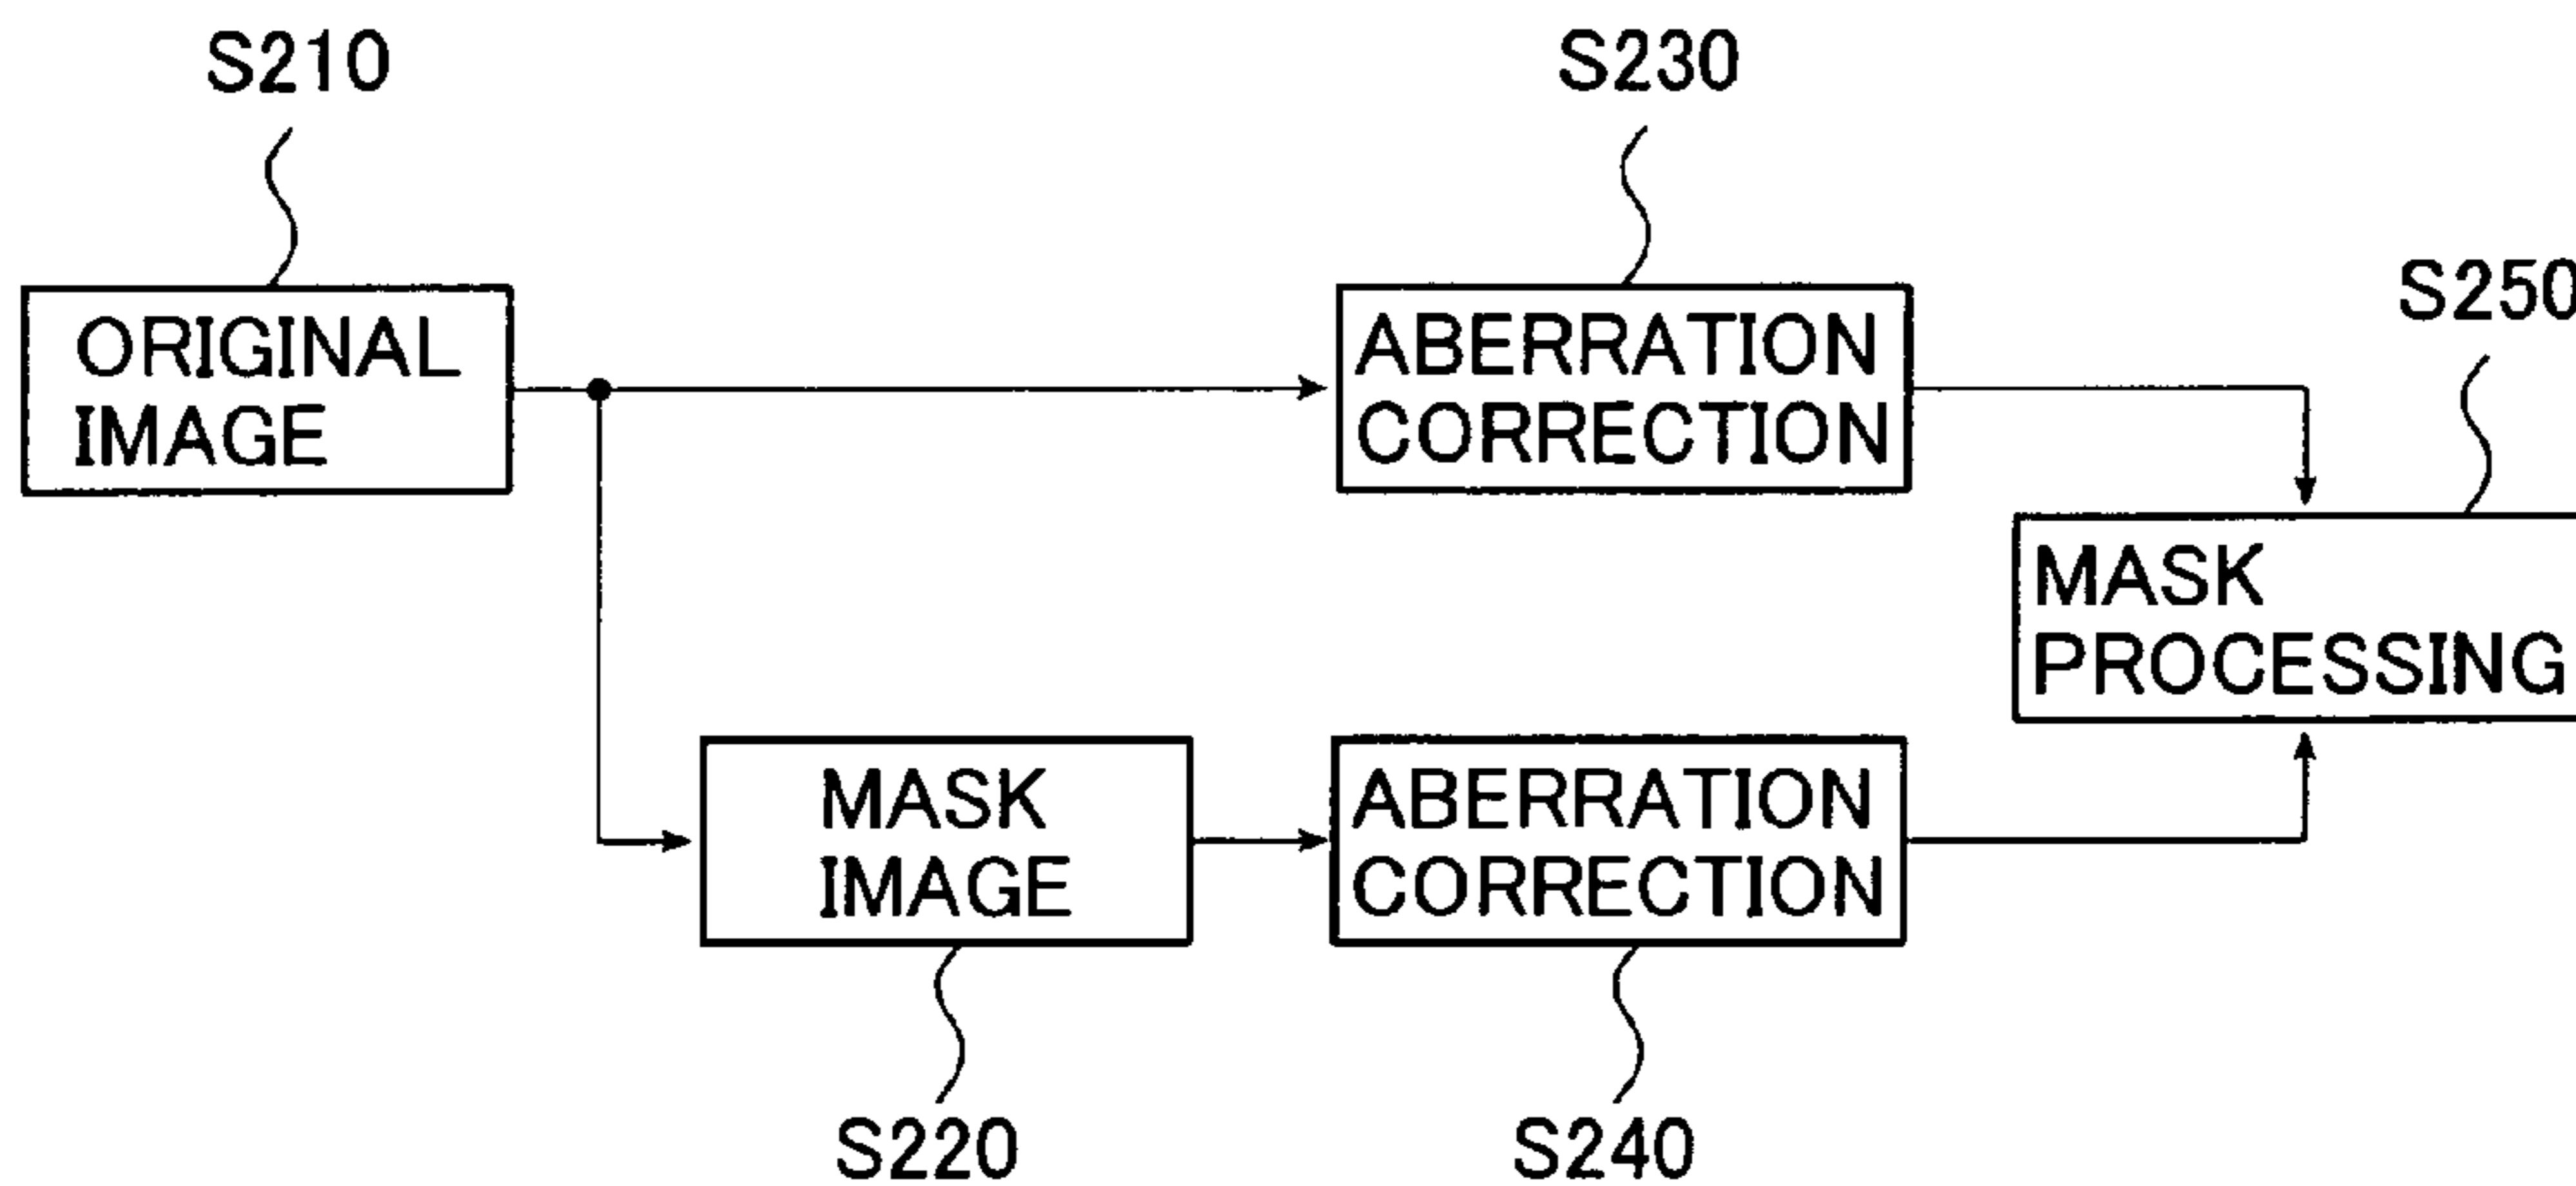 S210
S230
S250
ORIGINAL
IMAGE
ABERRATION
CORRECTION
MASK
PROCESSING
MASK
IMAGE
ABERRATION
CORRECTION
S220
S240